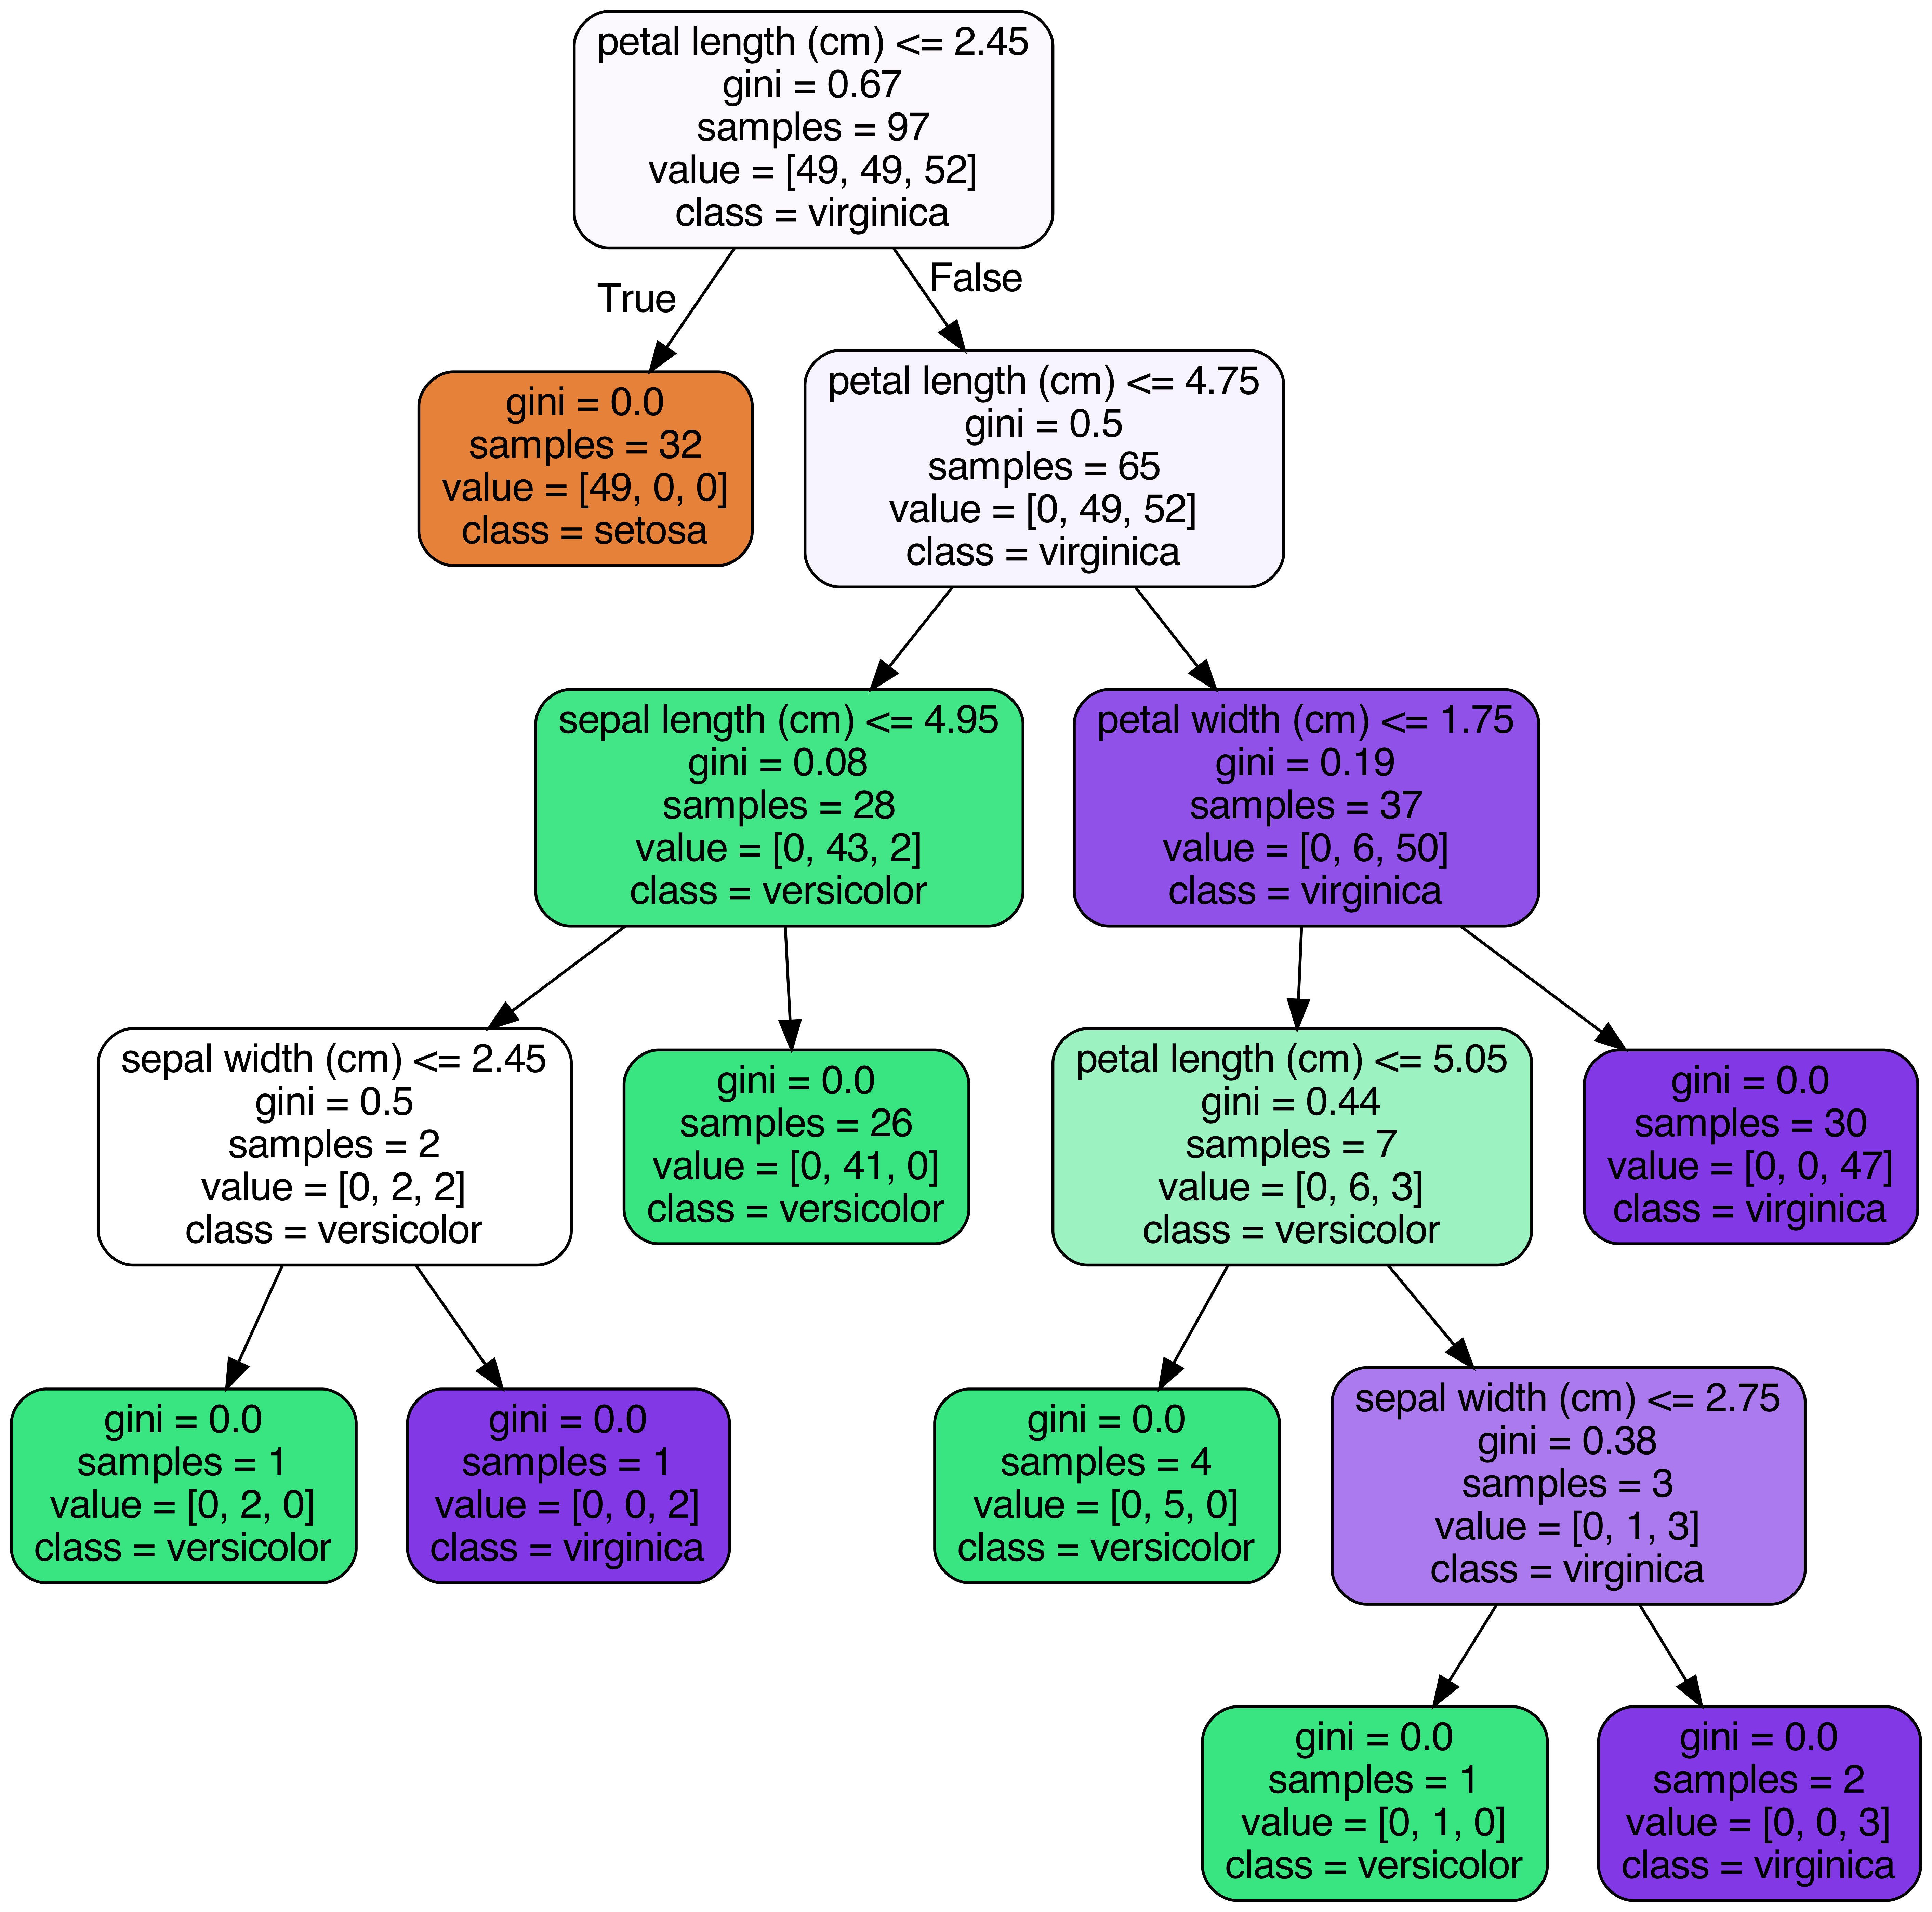 petal length (cm) <= 2.45
gini = 0.67
samples = 97
value = [49, 49, 52]
class = virginica
True
False
gini = 0.0
samples = 32
value = [49, 0, 0]
class = setosa
petal length (cm) <= 4.75
gini = 0.5
samples = 65
value = [0, 49, 52]
class = virginica
sepal length (cm) <= 4.95
gini = 0.08
samples = 28
value = [0, 43, 2]
class = versicolor
petal width (cm) <= 1.75
gini = 0.19
samples = 37
value = [0, 6, 50]
class = virginica
sepal width (cm) <= 2.45
gini = 0.5
samples = 2
value = [0, 2, 2]
class = versicolor
gini = 0.0
samples = 26
value = [0, 41, 0]
class = versicolor
petal length (cm) <= 5.05
gini = 0.44
samples = 7
value = [0, 6, 3]
class = versicolor
gini = 0.0
samples = 30
value = [0, 0, 47]
class = virginica
gini = 0.0
samples = 1
value = [0, 2, 0]
class = versicolor
gini = 0.0
samples = 1
value = [0, 0, 2]
class = virginica
gini = 0.0
samples = 4
value = [0, 5, 0]
class = versicolor
sepal width (cm) <= 2.75
gini = 0.38
samples = 3
value = [0, 1, 3]
class = virginica
gini = 0.0
samples = 1
value = [0, 1, 0]
class = versicolor
gini = 0.0
samples = 2
value = [0, 0, 3]
class = virginica